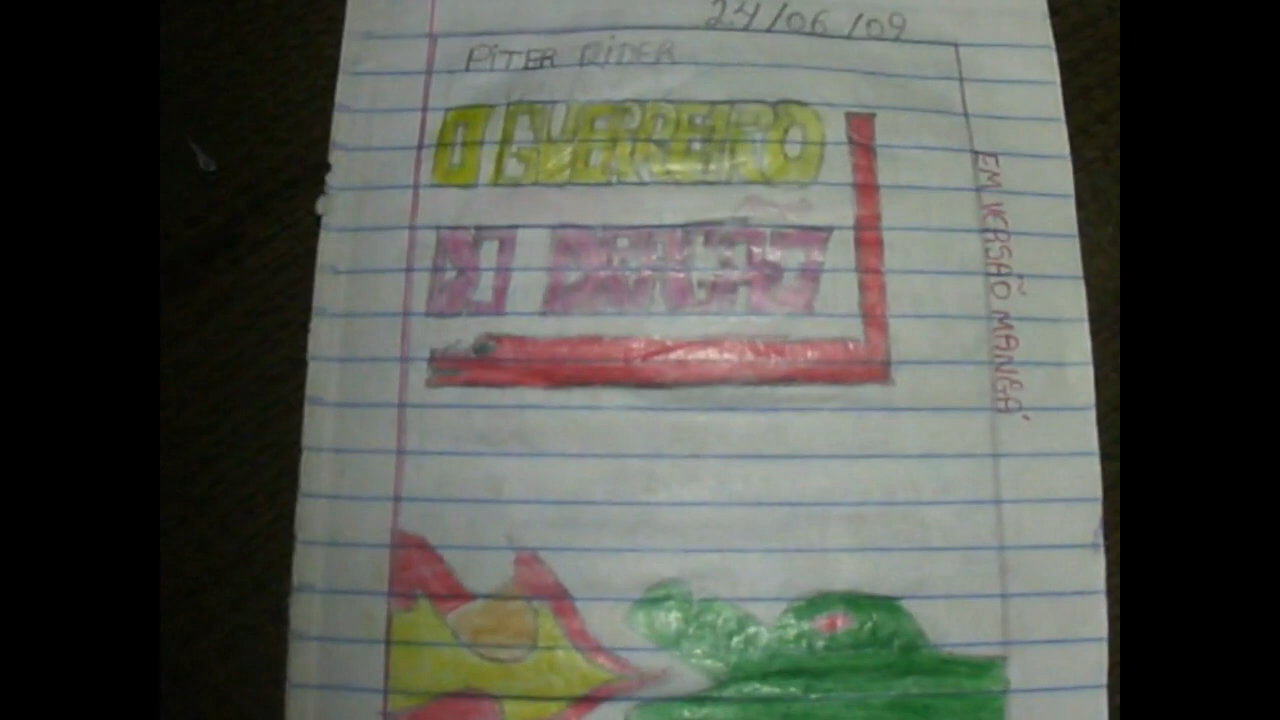 24/06/09
PITER RIDER
O GUERREIRO
DO DRAGÃO
EM VERSÃO MANGÁ